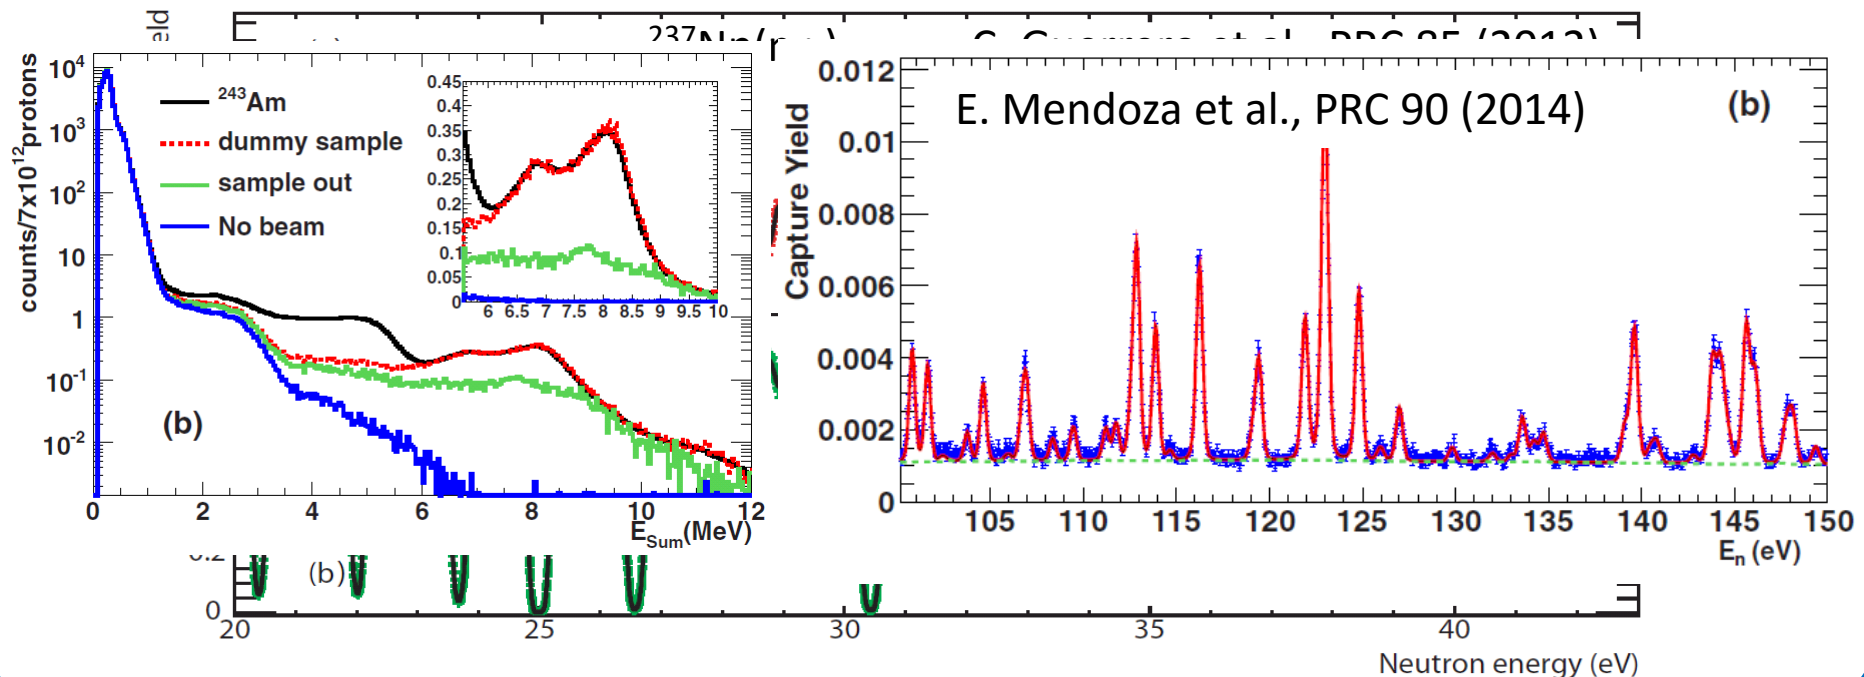 E. Mendoza et al., PRC 90 (2014)
(b)
counts/7x10¹²protons
10⁴
10³
10²
10
1
10⁻¹
10⁻²
²⁴³Am
dummy sample
sample out
No beam
0.45
0.4
0.35
0.3
0.25
0.2
0.15
0.1
0.05
0
6 6.5 7 7.5 8 8.5 9 9.5 10
(b)
0 2 4 6 8 10 12
E_Sum(MeV)
Capture Yield
0.012
0.01
0.008
0.006
0.004
0.002
0
105 110 115 120 125 130 135 140 145 150
E_n (eV)
(b)
0
20 25 30 35 40
Neutron energy (eV)